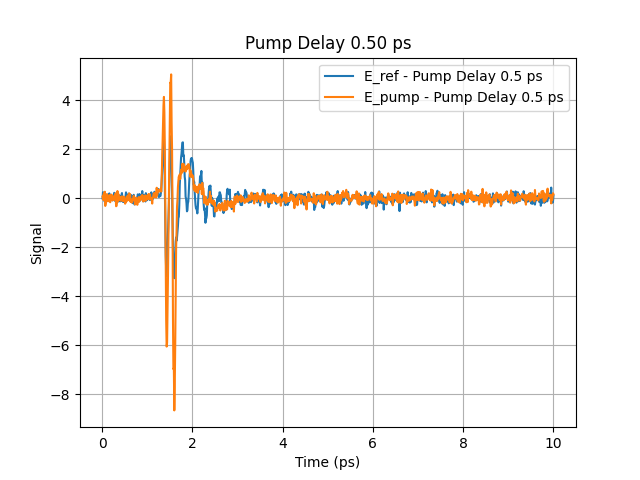 Pump Delay 0.50 ps
E_ref - Pump Delay 0.5 ps
E_pump - Pump Delay 0.5 ps
4
2
0
−2
−4
−6
−8
Signal
0 2 4 6 8 10
Time (ps)